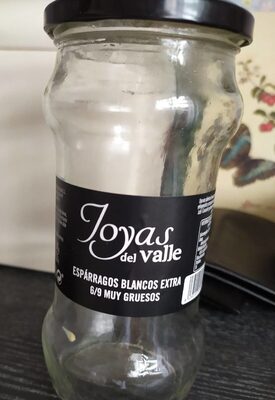 Joyas
del valle
ESPÁRRAGOS BLANCOS EXTRA
6/9 MUY GRUESOS